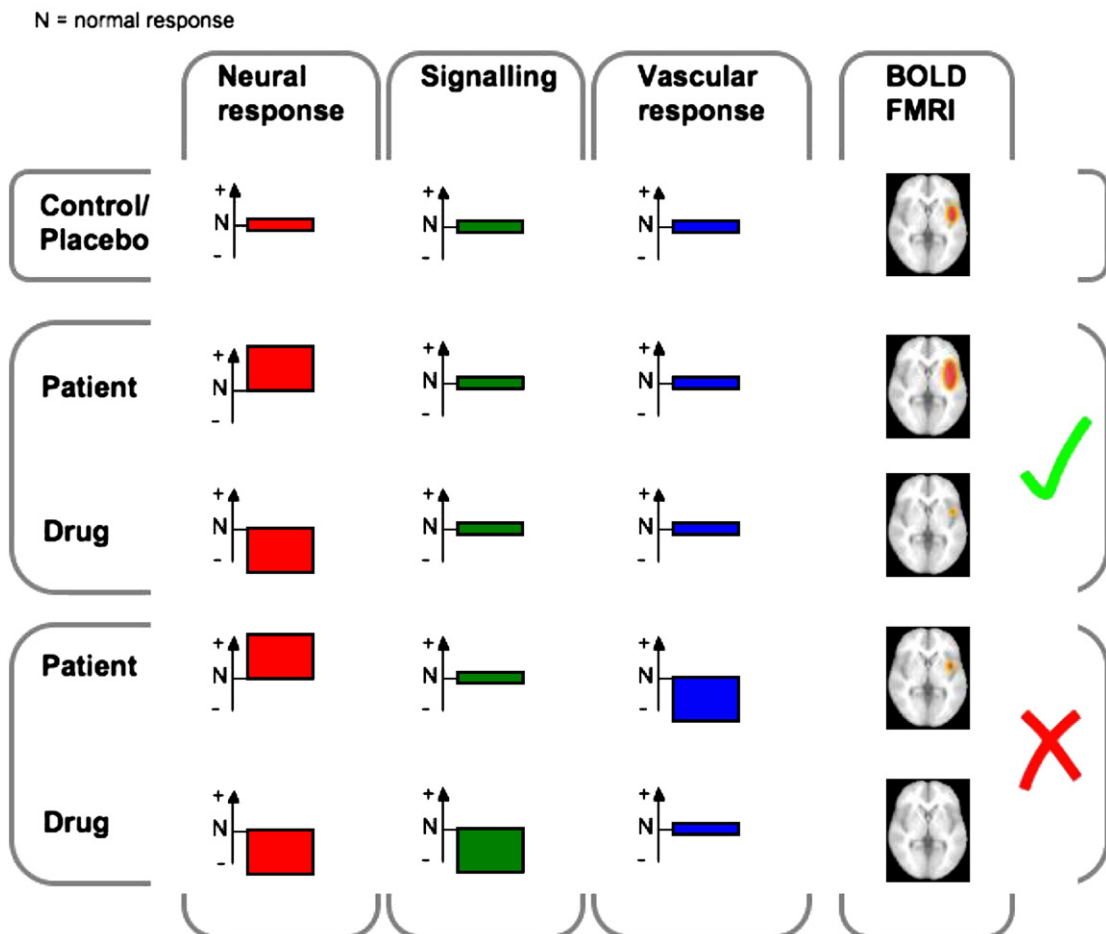 N = normal response
Neural
response
Signalling
Vascular
response
BOLD
FMRI
Control/
Placebo
+
N
-
+
N
-
+
N
-
Patient
+
N
-
+
N
-
+
N
-
Drug
+
N
-
+
N
-
+
N
-
Patient
+
N
-
+
N
-
+
N
-
Drug
+
N
-
+
N
-
+
N
-